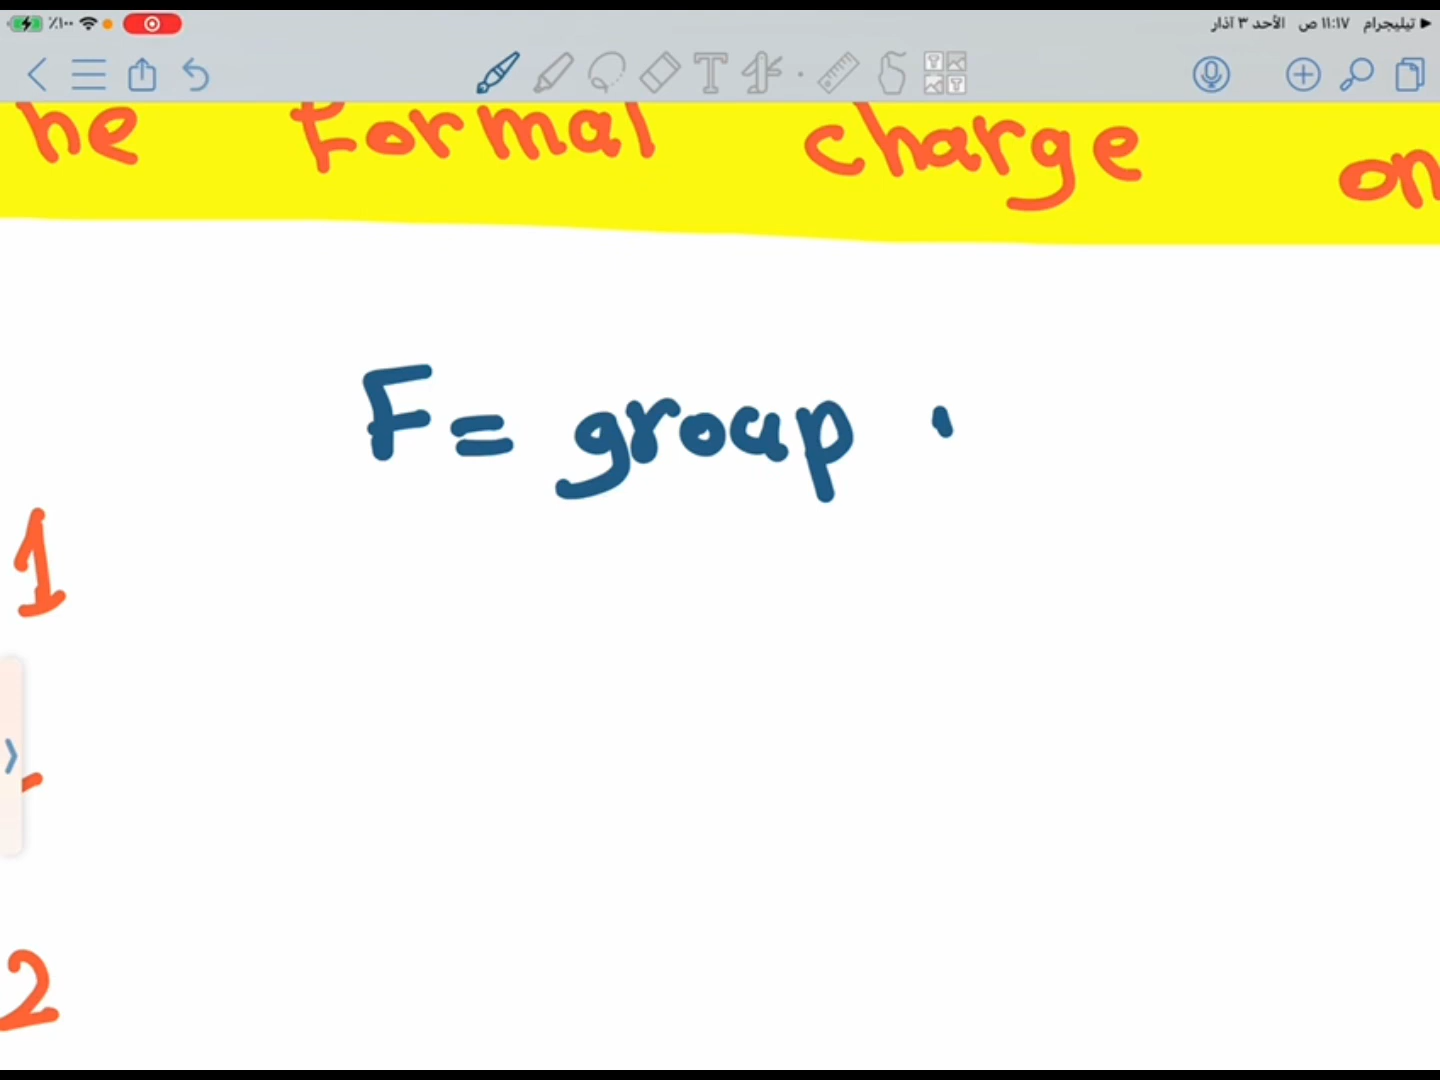 ٪١٠٠
تيليجرام ١١:١٧ ص الأحد ٣ آذار
he formal charge on
F= group
1
2